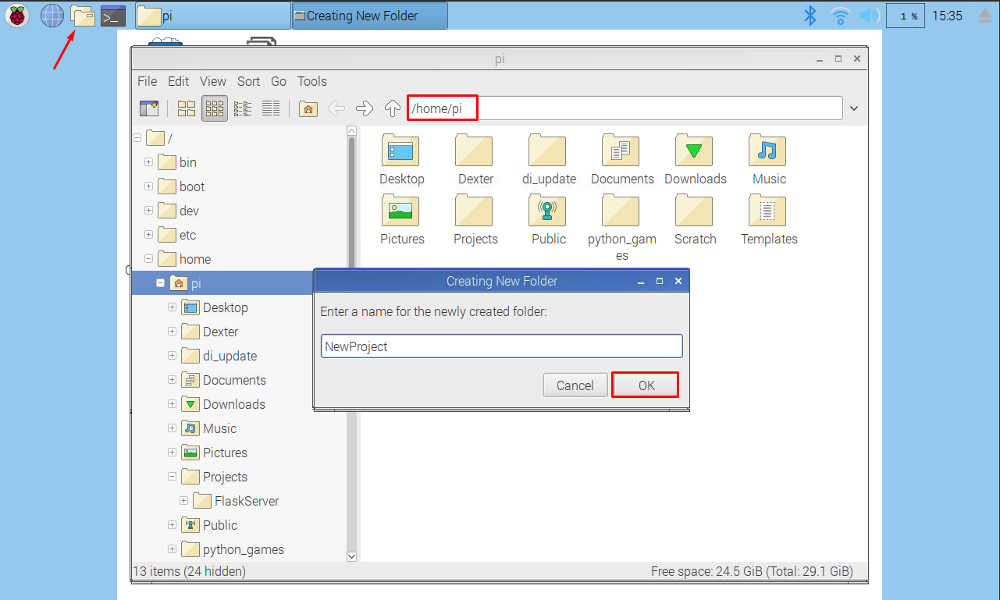 pi
Creating New Folder
1 %
15:35
pi
File Edit View Sort Go Tools
/home/pi
/
bin
boot
dev
etc
home
pi
Desktop
Dexter
di_update
Documents
Downloads
Music
Pictures
Projects
FlaskServer
Public
python_games
Desktop Dexter di_update Documents Downloads Music
Pictures Projects Public python_gam Scratch Templates
es
Creating New Folder
Enter a name for the newly created folder:
NewProject
Cancel OK
13 items (24 hidden) Free space: 24.5 GiB (Total: 29.1 GiB)